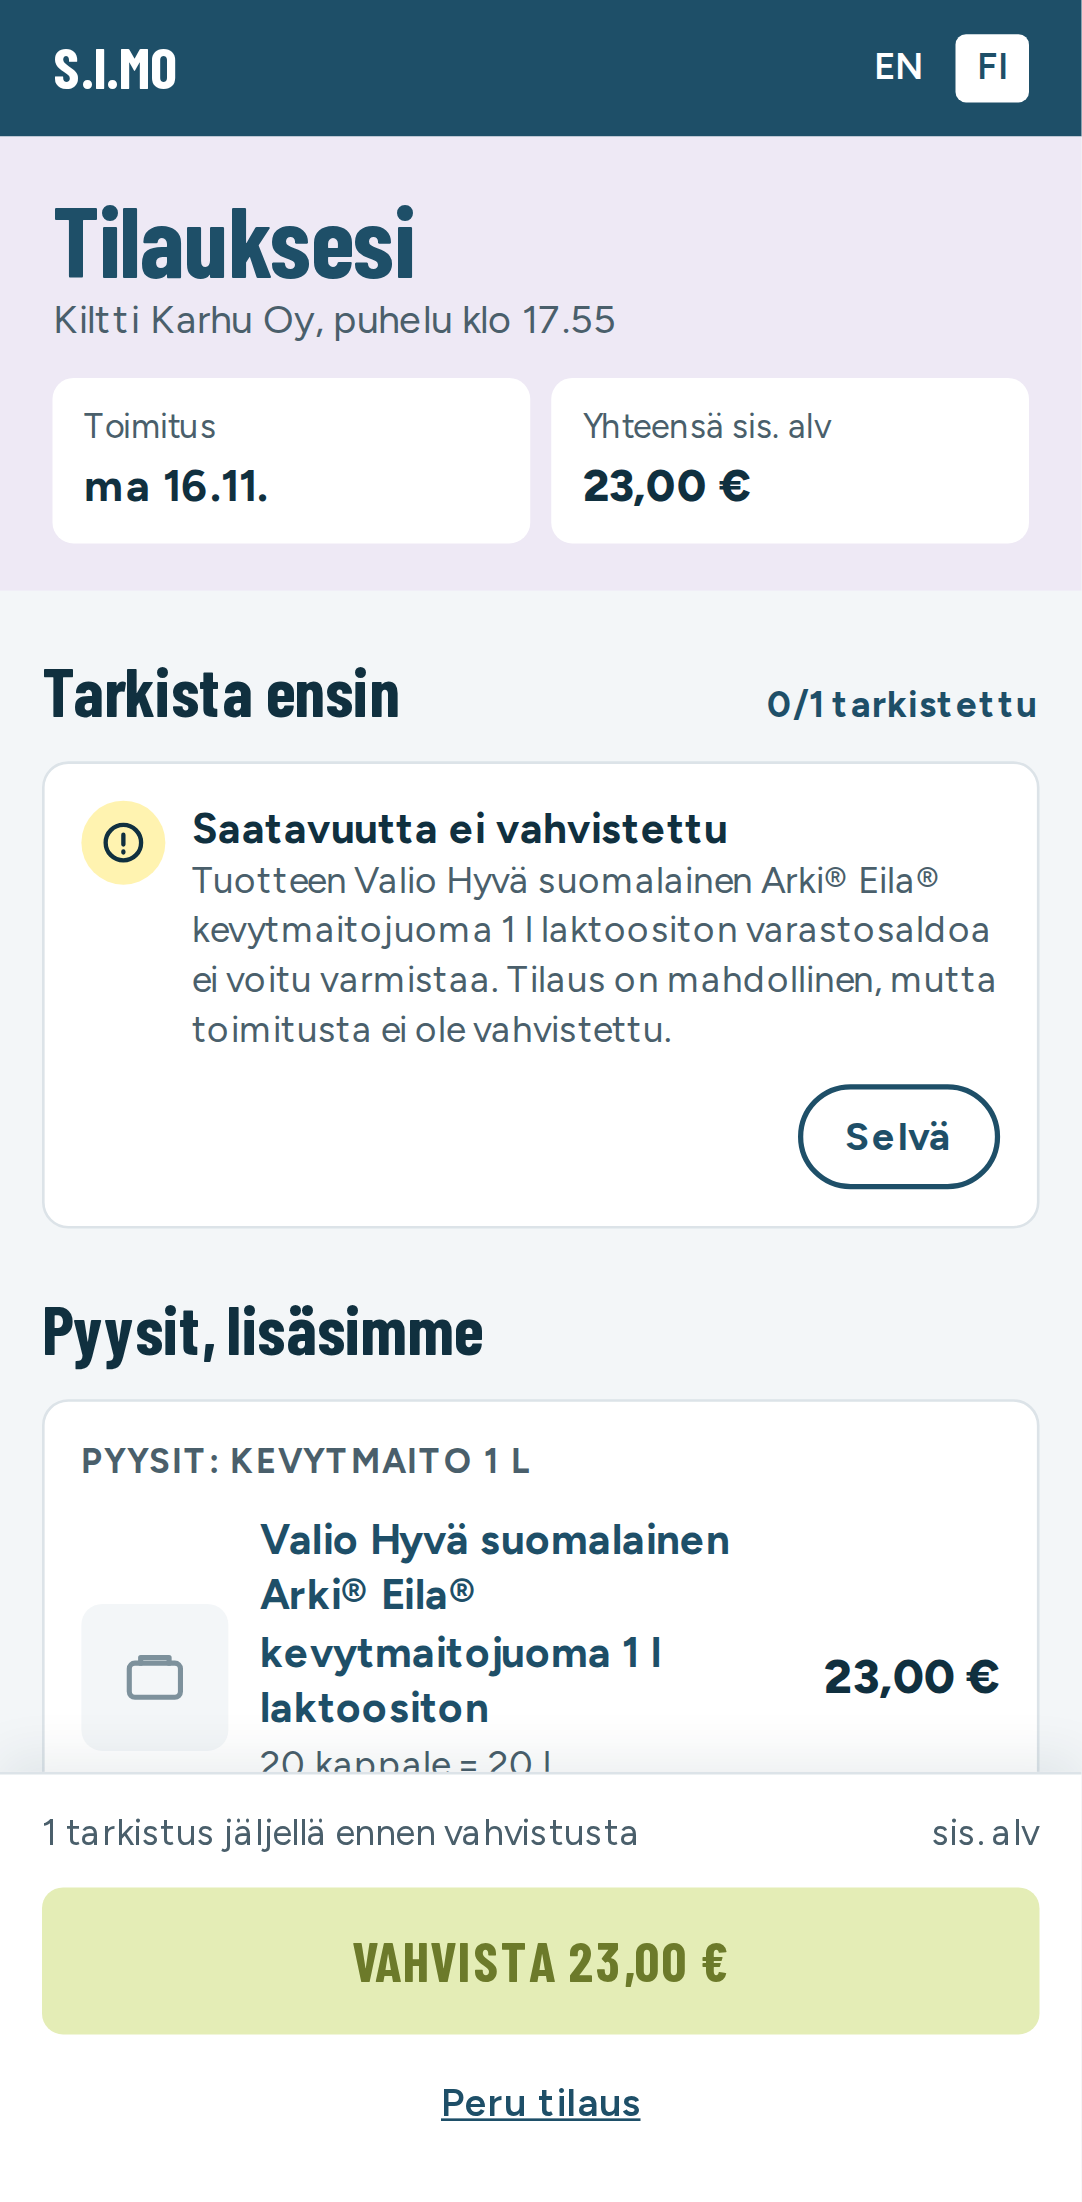 S.I.MO
EN FI
Tilauksesi
Kiltti Karhu Oy, puhelu klo 17.55
Toimitus
ma 16.11.
Yhteensä sis. alv
23,00 €
Tarkista ensin
0/1 tarkistettu
Saatavuutta ei vahvistettu
Tuotteen Valio Hyvä suomalainen Arki® Eila®
kevytmaitojuoma 1 l laktoositon varastosaldoa
ei voitu varmistaa. Tilaus on mahdollinen, mutta
toimitusta ei ole vahvistettu.
Selvä
Pyysit, lisäsimme
PYYSIT: KEVYTMAITO 1 L
Valio Hyvä suomalainen
Arki® Eila®
kevytmaitojuoma 1 l
laktoositon
23,00 €
20 kappale = 20 l
1 tarkistus jäljellä ennen vahvistusta
sis. alv
VAHVISTA 23,00 €
Peru tilaus